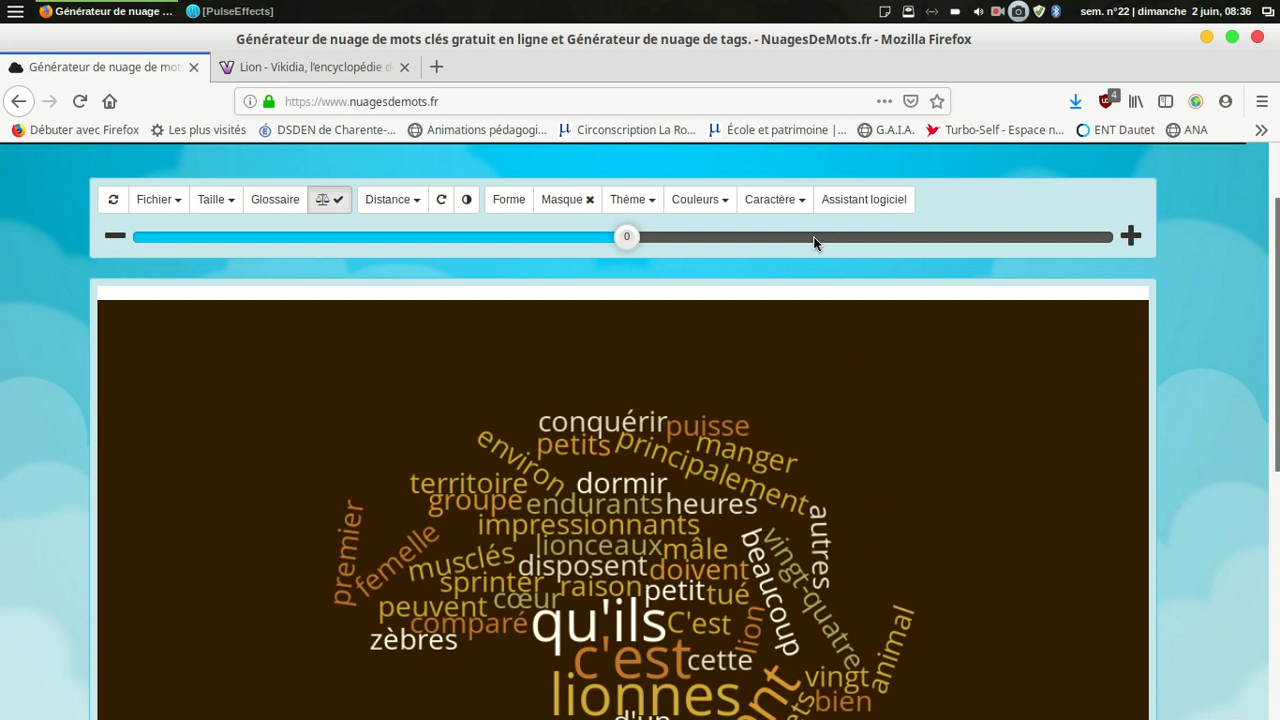 Générateur de nuage ...
[PulseEffects]
sem. n°22 | dimanche 2 juin, 08:36
Générateur de nuage de mots clés gratuit en ligne et Générateur de nuage de tags. - NuagesDeMots.fr - Mozilla Firefox
Générateur de nuage de mot
Lion - Vikidia, l'encyclopédie d
https://www.nuagesdemots.fr
4
Débuter avec Firefox
Les plus visités
DSDEN de Charente-...
Animations pédagogi...
Circonscription La Ro...
École et patrimoine |...
G.A.I.A.
Turbo-Self - Espace n...
ENT Dautet
ANA
Fichier
Taille
Glossaire
Distance
Forme
Masque
Thème
Couleurs
Caractère
Assistant logiciel
0
conquérir
puisse
environ
petits
principalement
manger
territoire
dormir
groupe
endurants
heures
premier
femelle
impressionnants
autres
lionceaux
mâle
beaucoup
vingt-quatre
musclés
disposent
doivent
sprinter
raison
petit
tué
peuvent
cœur
qu'ils
C'est
lion
comparé
zèbres
c'est
cette
animal
lionnes
vingt
bien
d'un